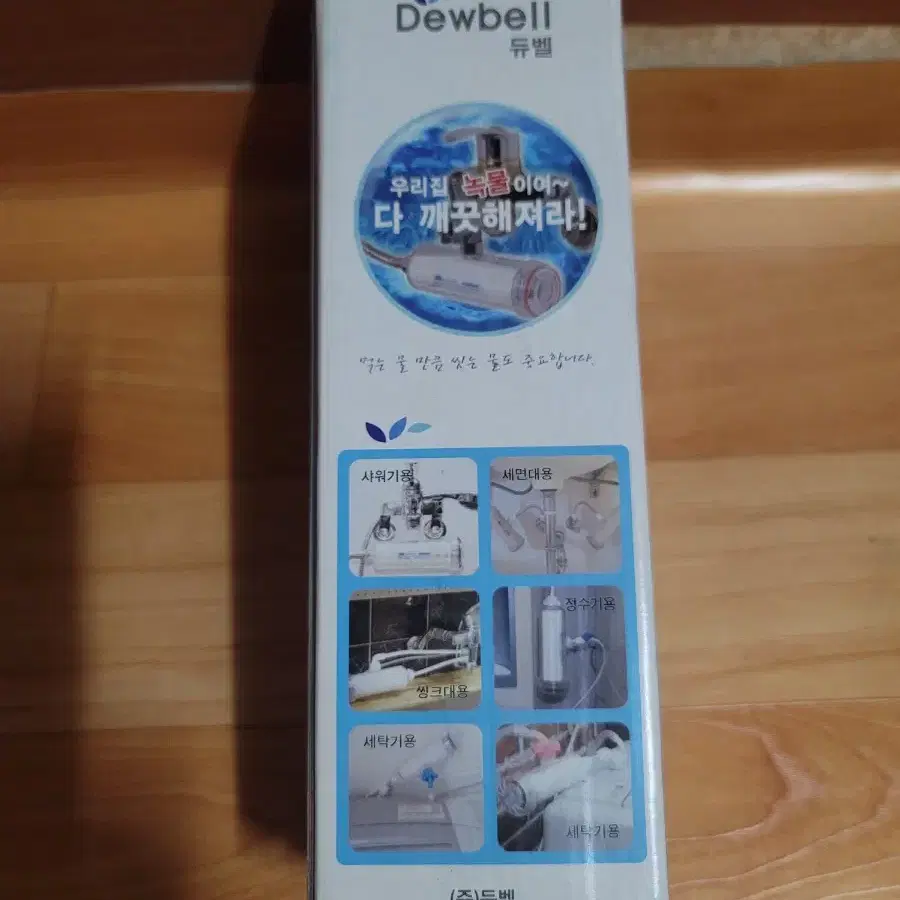 Dewbell
듀벨
우리집 녹물이여~
다 깨끗해져라!
먹는 물 만큼 씻는 물도 중요합니다.
샤워기용
세면대용
정수기용
씽크대용
세탁기용
세탁기용
(주)듀벨